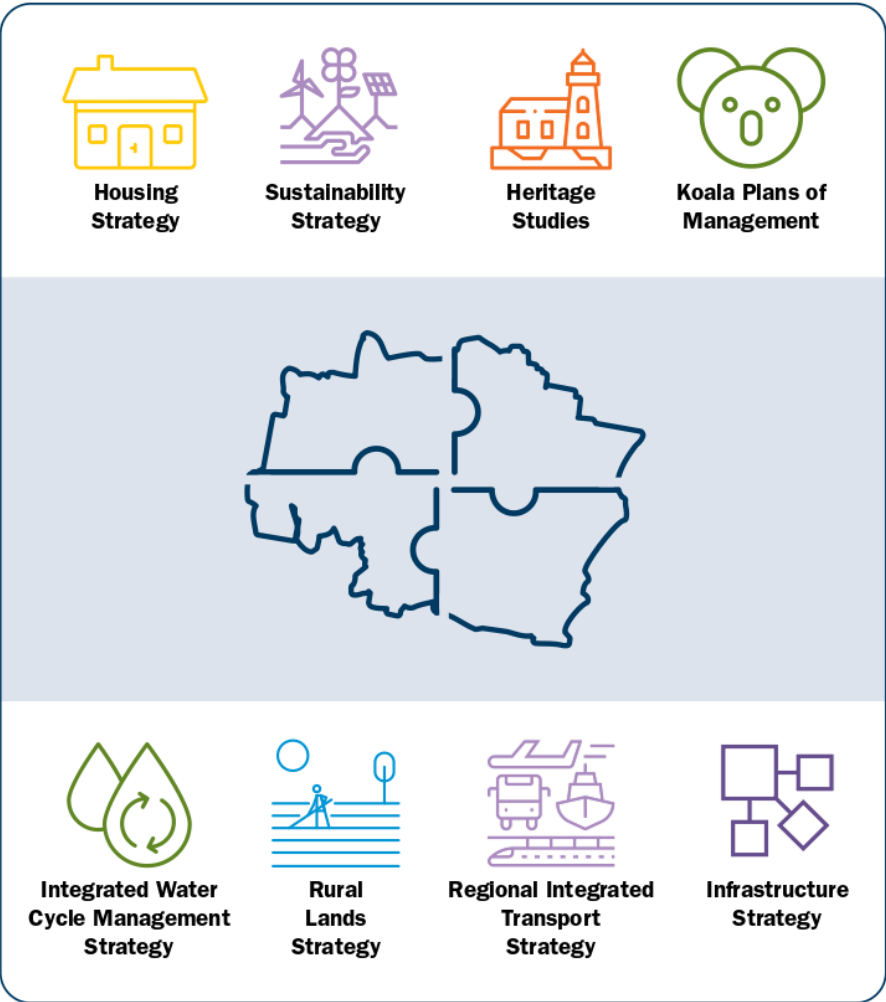 Housing
Strategy
Sustainability
Strategy
Heritage
Studies
Koala Plans of
Management
Integrated Water
Cycle Management
Strategy
Rural
Lands
Strategy
Regional Integrated
Transport
Strategy
Infrastructure
Strategy